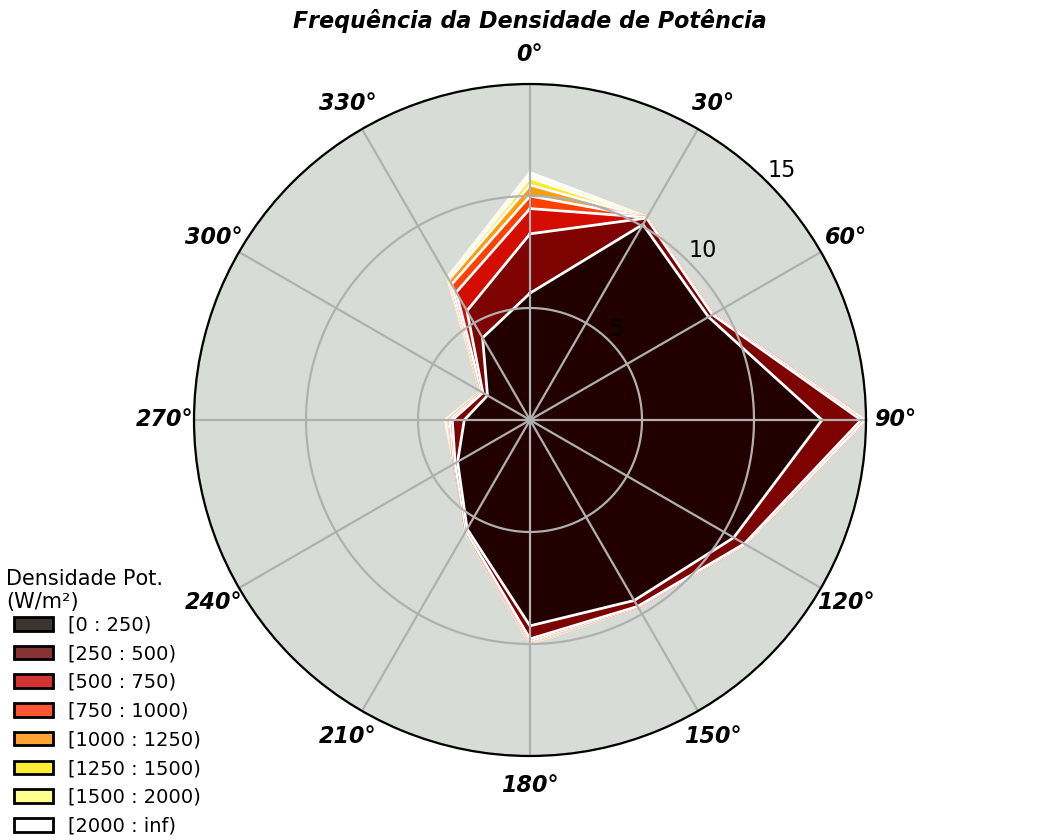 Frequência da Densidade de Potência
0°
330°
30°
15
300°
60°
10
5
270°
90°
240°
120°
210°
150°
180°
Densidade Pot.
(W/m²)
[0 : 250)
[250 : 500)
[500 : 750)
[750 : 1000)
[1000 : 1250)
[1250 : 1500)
[1500 : 2000)
[2000 : inf)